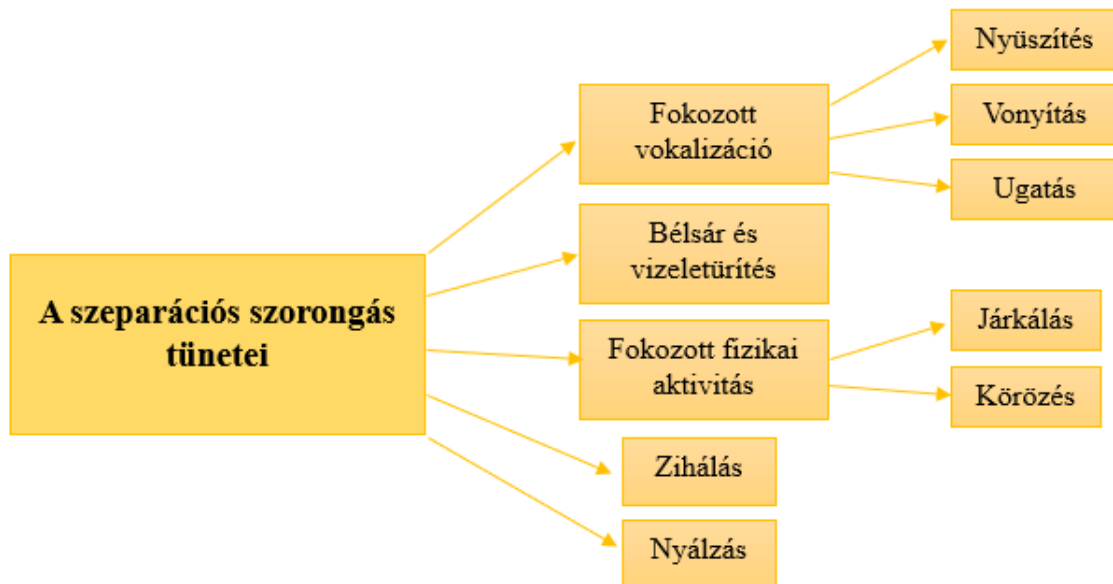 A szeparációs szorongás
tünetei
Fokozott
vokalizáció
Nyüszítés
Vonyítás
Ugatás
Bélsár és
vizeletürítés
Fokozott fizikai
aktivitás
Járkálás
Körözés
Zihálás
Nyálzás